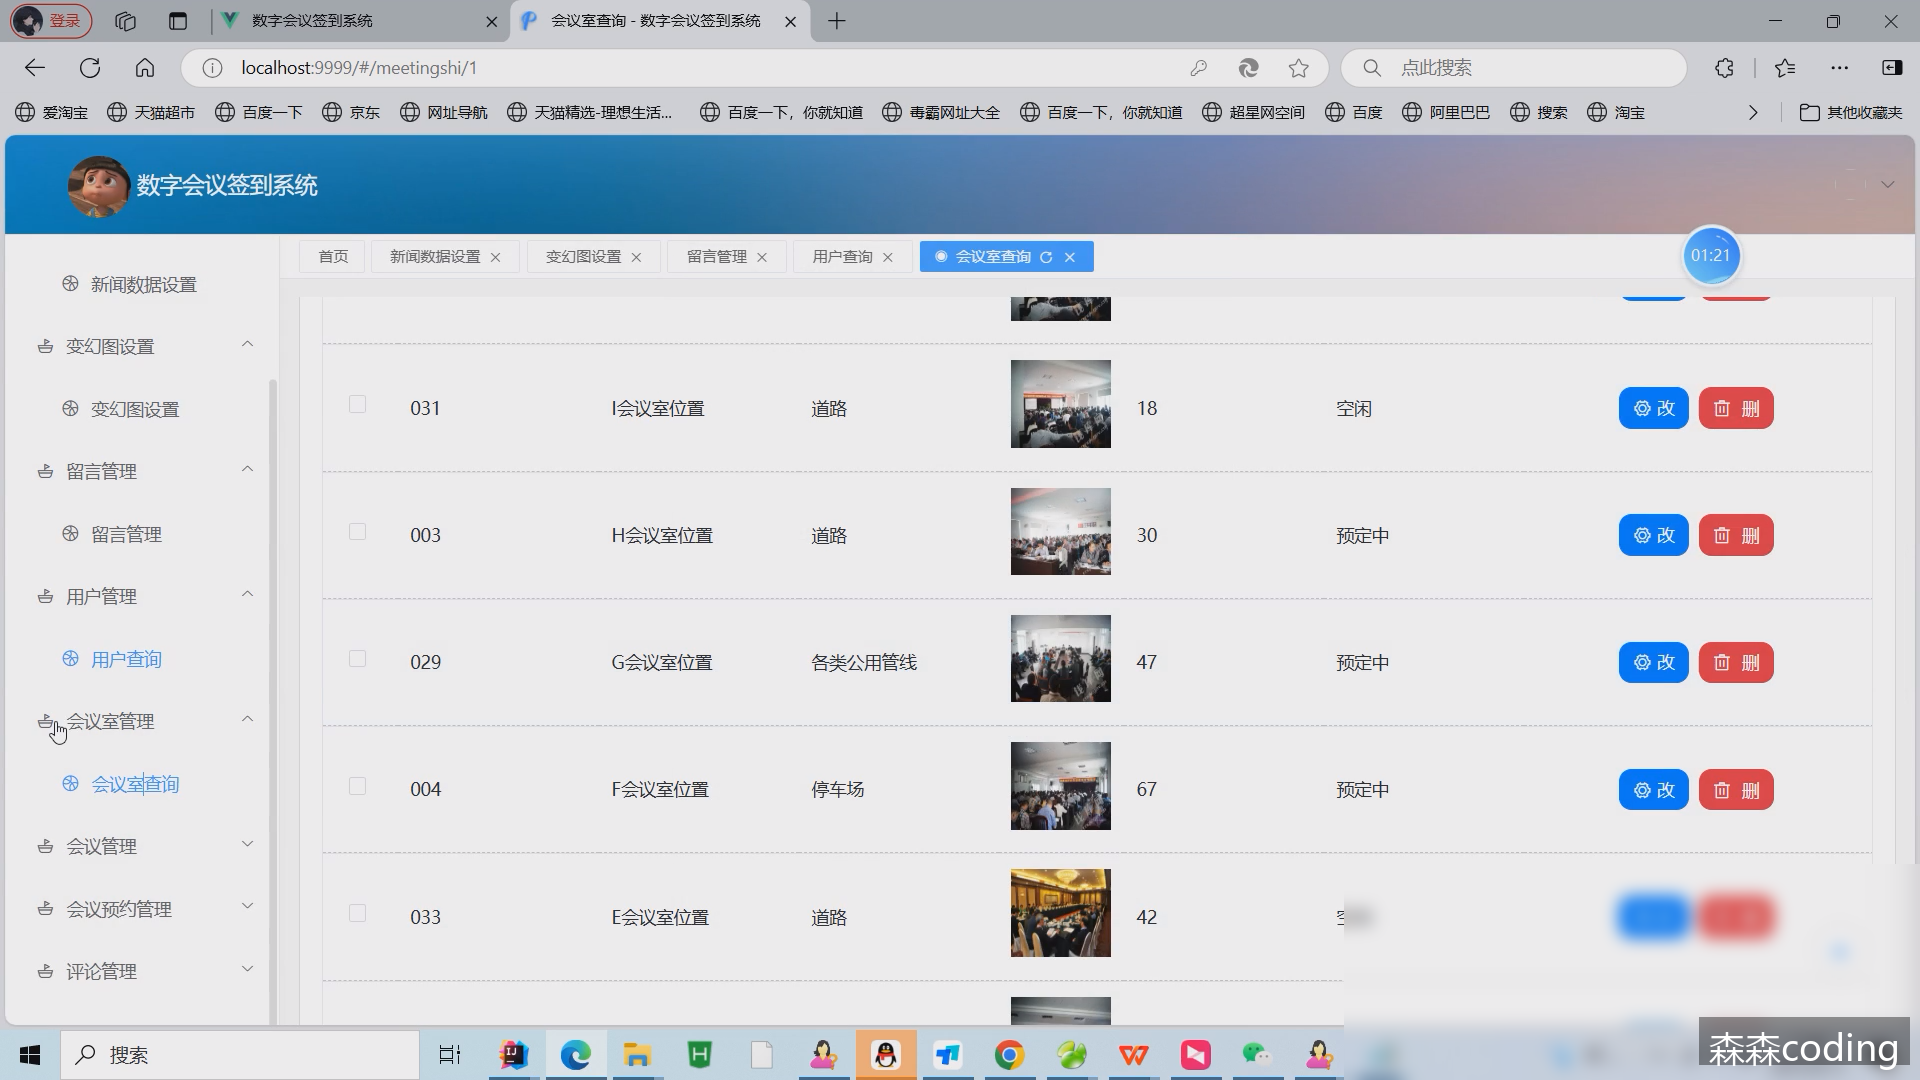 登录
数字会议签到系统
会议室查询 - 数字会议签到系统
localhost:9999/#/meetingshi/1
点此搜索
爱淘宝
天猫超市
百度一下
京东
网址导航
天猫精选-理想生活...
百度一下，你就知道
毒霸网址大全
百度一下，你就知道
超星网空间
百度
阿里巴巴
搜索
淘宝
其他收藏夹
数字会议签到系统
首页
新闻数据设置
变幻图设置
留言管理
用户查询
会议室查询
01:21
新闻数据设置
变幻图设置
变幻图设置
留言管理
留言管理
用户管理
用户查询
会议室管理
会议室查询
会议管理
会议预约管理
评论管理
031 I会议室位置 道路 18 空闲 改 删
003 H会议室位置 道路 30 预定中 改 删
029 G会议室位置 各类公用管线 47 预定中 改 删
004 F会议室位置 停车场 67 预定中 改 删
033 E会议室位置 道路 42
搜索
森森coding